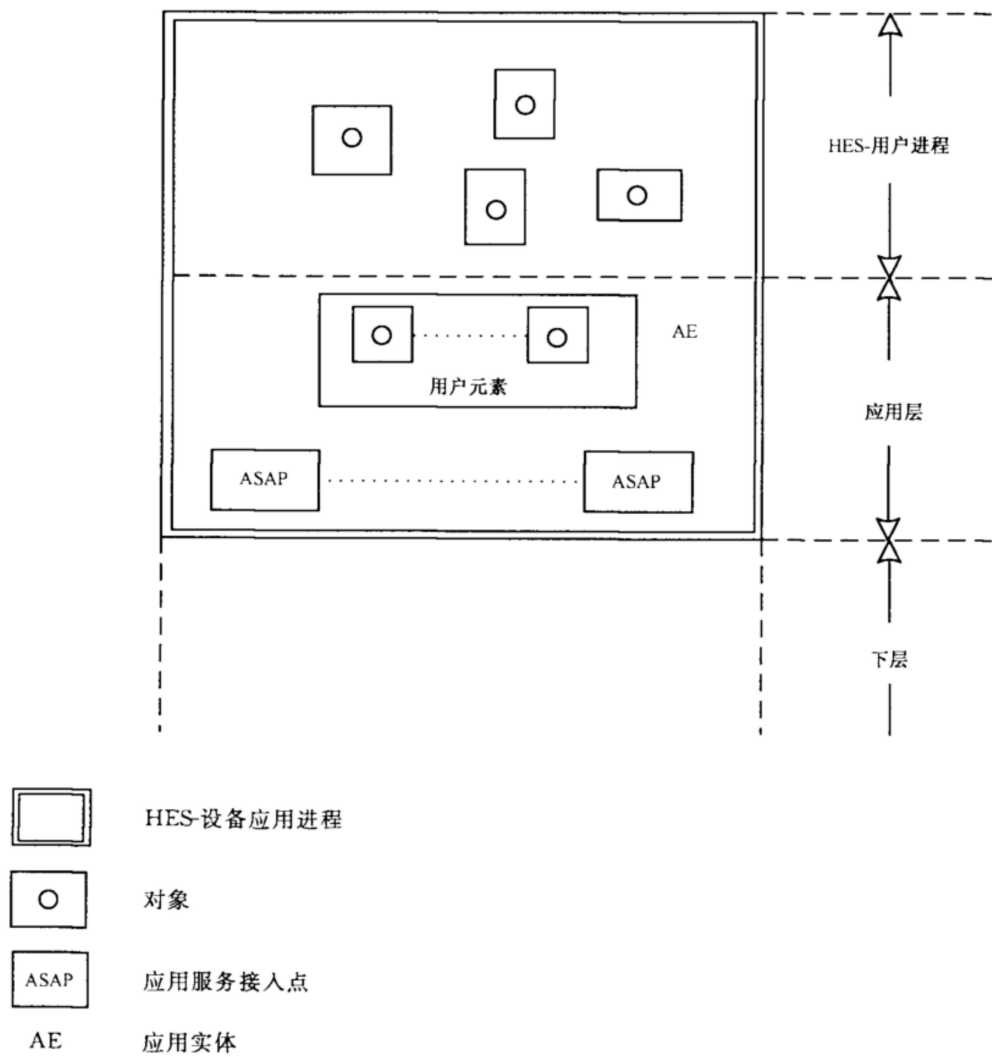 HES-用户进程
AE
用户元素
应用层
ASAP
ASAP
下层
HES-设备应用进程
对象
ASAP 应用服务接入点
AE 应用实体